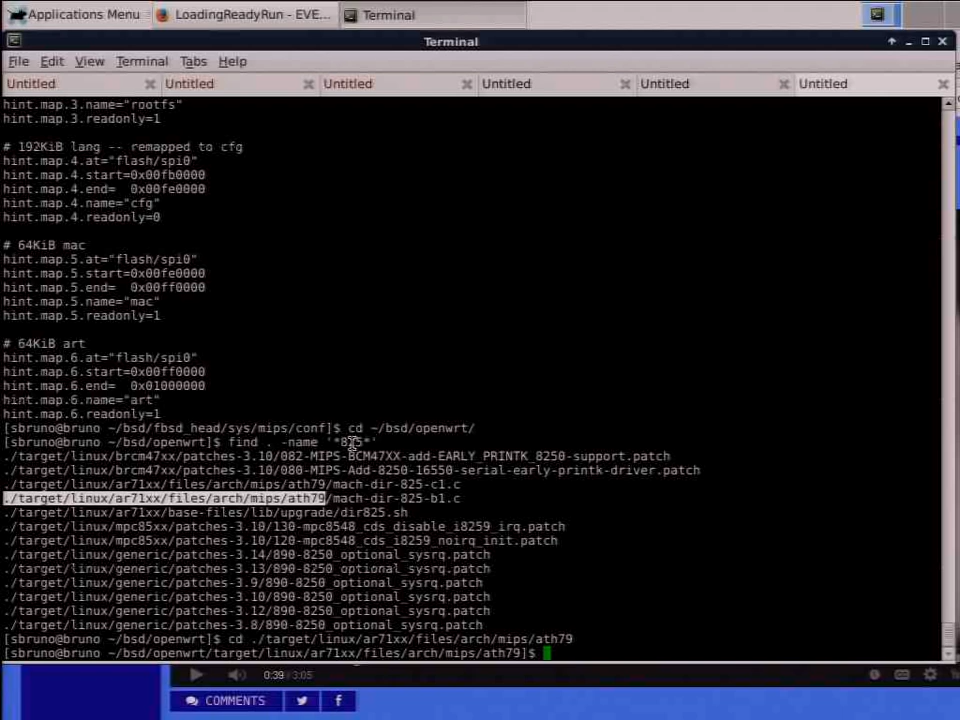 Applications Menu
LoadingReadyRun - EVE...
Terminal
Terminal
File Edit View Terminal Tabs Help
Untitled
Untitled
Untitled
Untitled
Untitled
Untitled
hint.map.3.name="rootfs"
hint.map.3.readonly=1
# 192KiB lang -- remapped to cfg
hint.map.4.at="flash/spi0"
hint.map.4.start=0x00fb0000
hint.map.4.end= 0x00fe0000
hint.map.4.name="cfg"
hint.map.4.readonly=0
# 64KiB mac
hint.map.5.at="flash/spi0"
hint.map.5.start=0x00fe0000
hint.map.5.end= 0x00ff0000
hint.map.5.name="mac"
hint.map.5.readonly=1
# 64KiB art
hint.map.6.at="flash/spi0"
hint.map.6.start=0x00ff0000
hint.map.6.end= 0x01000000
hint.map.6.name="art"
hint.map.6.readonly=1
[sbruno@bruno ~/bsd/fbsd_head/sys/mips/conf]$ cd ~/bsd/openwrt/
[sbruno@bruno ~/bsd/openwrt]$ find . -name '*825*'
./target/linux/brcm47xx/patches-3.10/082-MIPS-BCM47XX-add-EARLY_PRINTK_8250-support.patch
./target/linux/brcm47xx/patches-3.10/080-MIPS-Add-8250-16550-serial-early-printk-driver.patch
./target/linux/ar71xx/files/arch/mips/ath79/mach-dir-825-c1.c
./target/linux/ar71xx/files/arch/mips/ath79/mach-dir-825-b1.c
./target/linux/ar71xx/base-files/lib/upgrade/dir825.sh
./target/linux/mpc85xx/patches-3.10/130-mpc8548_cds_disable_i8259_irq.patch
./target/linux/mpc85xx/patches-3.10/120-mpc8548_cds_i8259_noirq_init.patch
./target/linux/generic/patches-3.14/890-8250_optional_sysrq.patch
./target/linux/generic/patches-3.13/890-8250_optional_sysrq.patch
./target/linux/generic/patches-3.9/890-8250_optional_sysrq.patch
./target/linux/generic/patches-3.10/890-8250_optional_sysrq.patch
./target/linux/generic/patches-3.12/890-8250_optional_sysrq.patch
./target/linux/generic/patches-3.8/890-8250_optional_sysrq.patch
[sbruno@bruno ~/bsd/openwrt]$ cd ./target/linux/ar71xx/files/arch/mips/ath79
[sbruno@bruno ~/bsd/openwrt/target/linux/ar71xx/files/arch/mips/ath79]$
0:39 / 3:05
COMMENTS